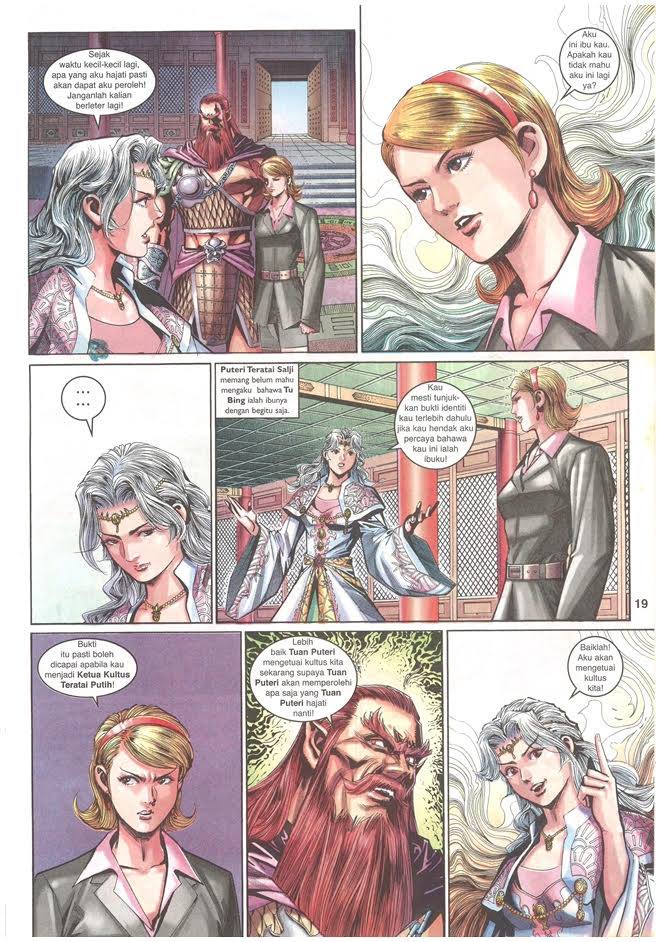 Sejak
waktu kecil-kecil lagi,
apa yang aku hajati pasti
akan dapat aku peroleh!
Janganlah kalian
berleter lagi!
Aku
ini ibu kau.
Apakah kau
tidak mahu
aku ini lagi
ya?
...
...
Puteri Teratai Salji
memang belum mahu
mengaku bahawa Tu
Bing ialah ibunya
dengan begitu saja.
Kau
mesti tunjuk-
kan bukti identiti
kau terlebih dahulu
jika kau hendak aku
percaya bahawa
kau ini ialah
ibuku!
19
Bukti
itu pasti boleh
dicapai apabila kau
menjadi Ketua Kultus
Teratai Putih!
Lebih
baik Tuan Puteri
mengetuai kultus kita
sekarang supaya Tuan
Puteri akan memperolehi
apa saja yang Tuan
Puteri hajati
nanti!
Baiklah!
Aku akan
mengetuai
kultus
kita!